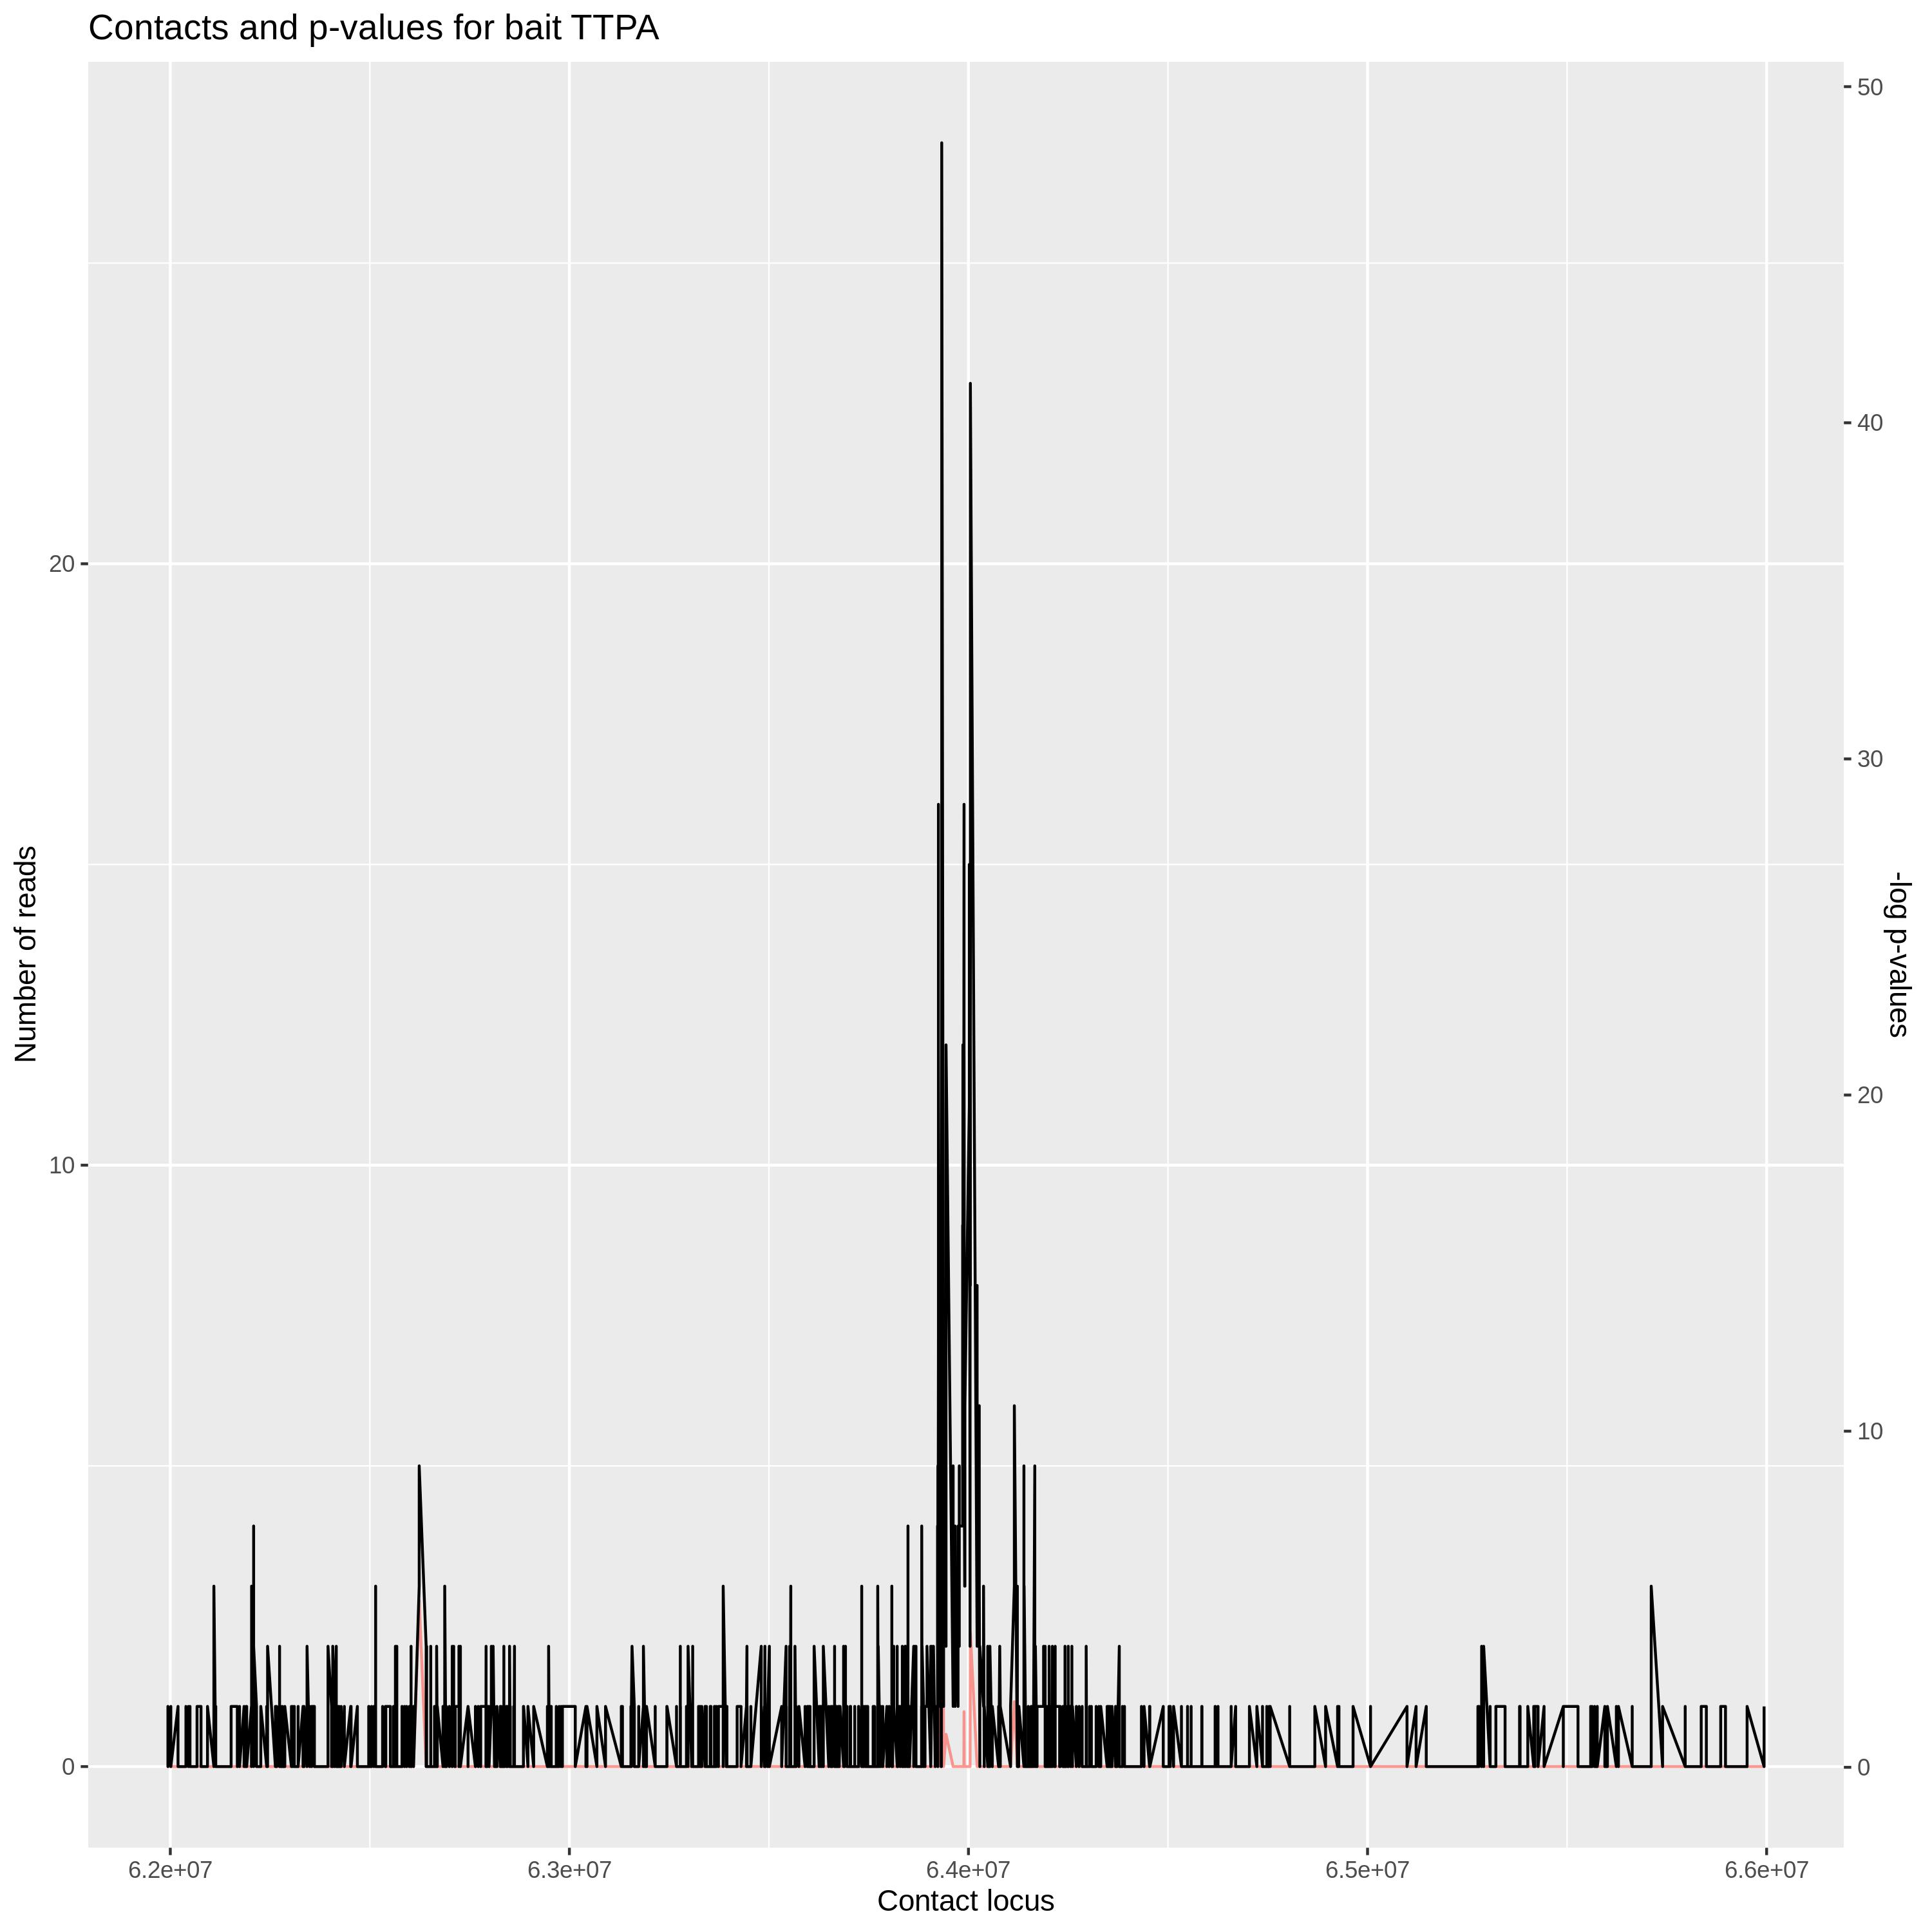 Contacts and p-values for bait TTPA
50
40
20
30
10
20
10
0
0
Number of reads
-log p-values
6.2e+07 6.3e+07 6.4e+07 6.5e+07 6.6e+07
Contact locus